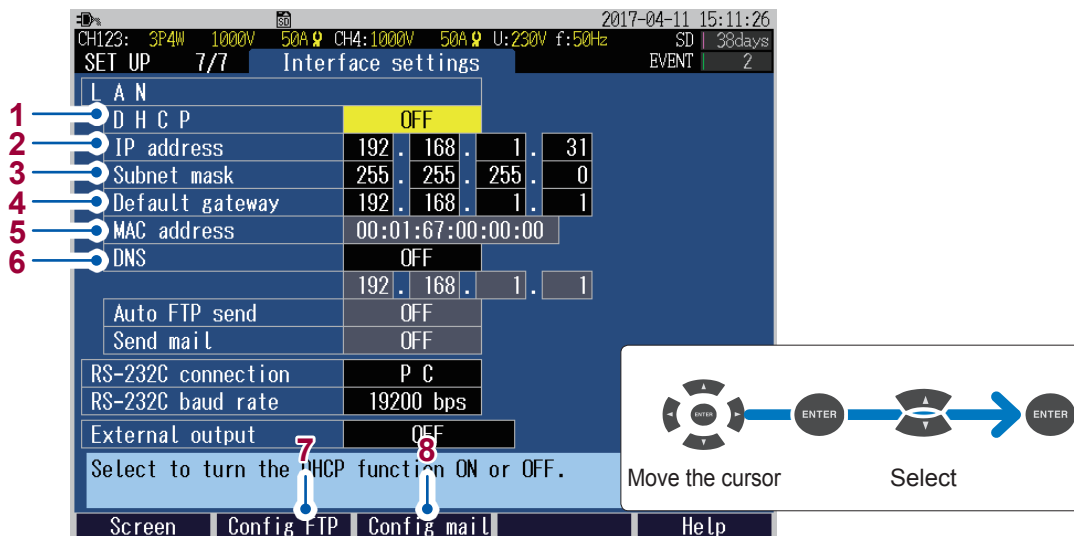 SD 2017-04-11 15:11:26
CH123: 3P4W 1000V 50A CH4:1000V 50A U:230V f:50Hz SD 38days
SET UP 7/7 Interface settings EVENT 2
LAN
1 DHCP OFF
2 IP address 192. 168. 1. 31
3 Subnet mask 255. 255. 255. 0
4 Default gateway 192. 168. 1. 1
5 MAC address 00:01:67:00:00:00
6 DNS OFF
192. 168. 1. 1
Auto FTP send OFF
Send mail OFF
RS-232C connection PC
RS-232C baud rate 19200 bps
External output OFF
7 8
Select to turn the DHCP function ON or OFF.
Screen Config FTP Config mail Help
ENTER ENTER ENTER
Move the cursor Select